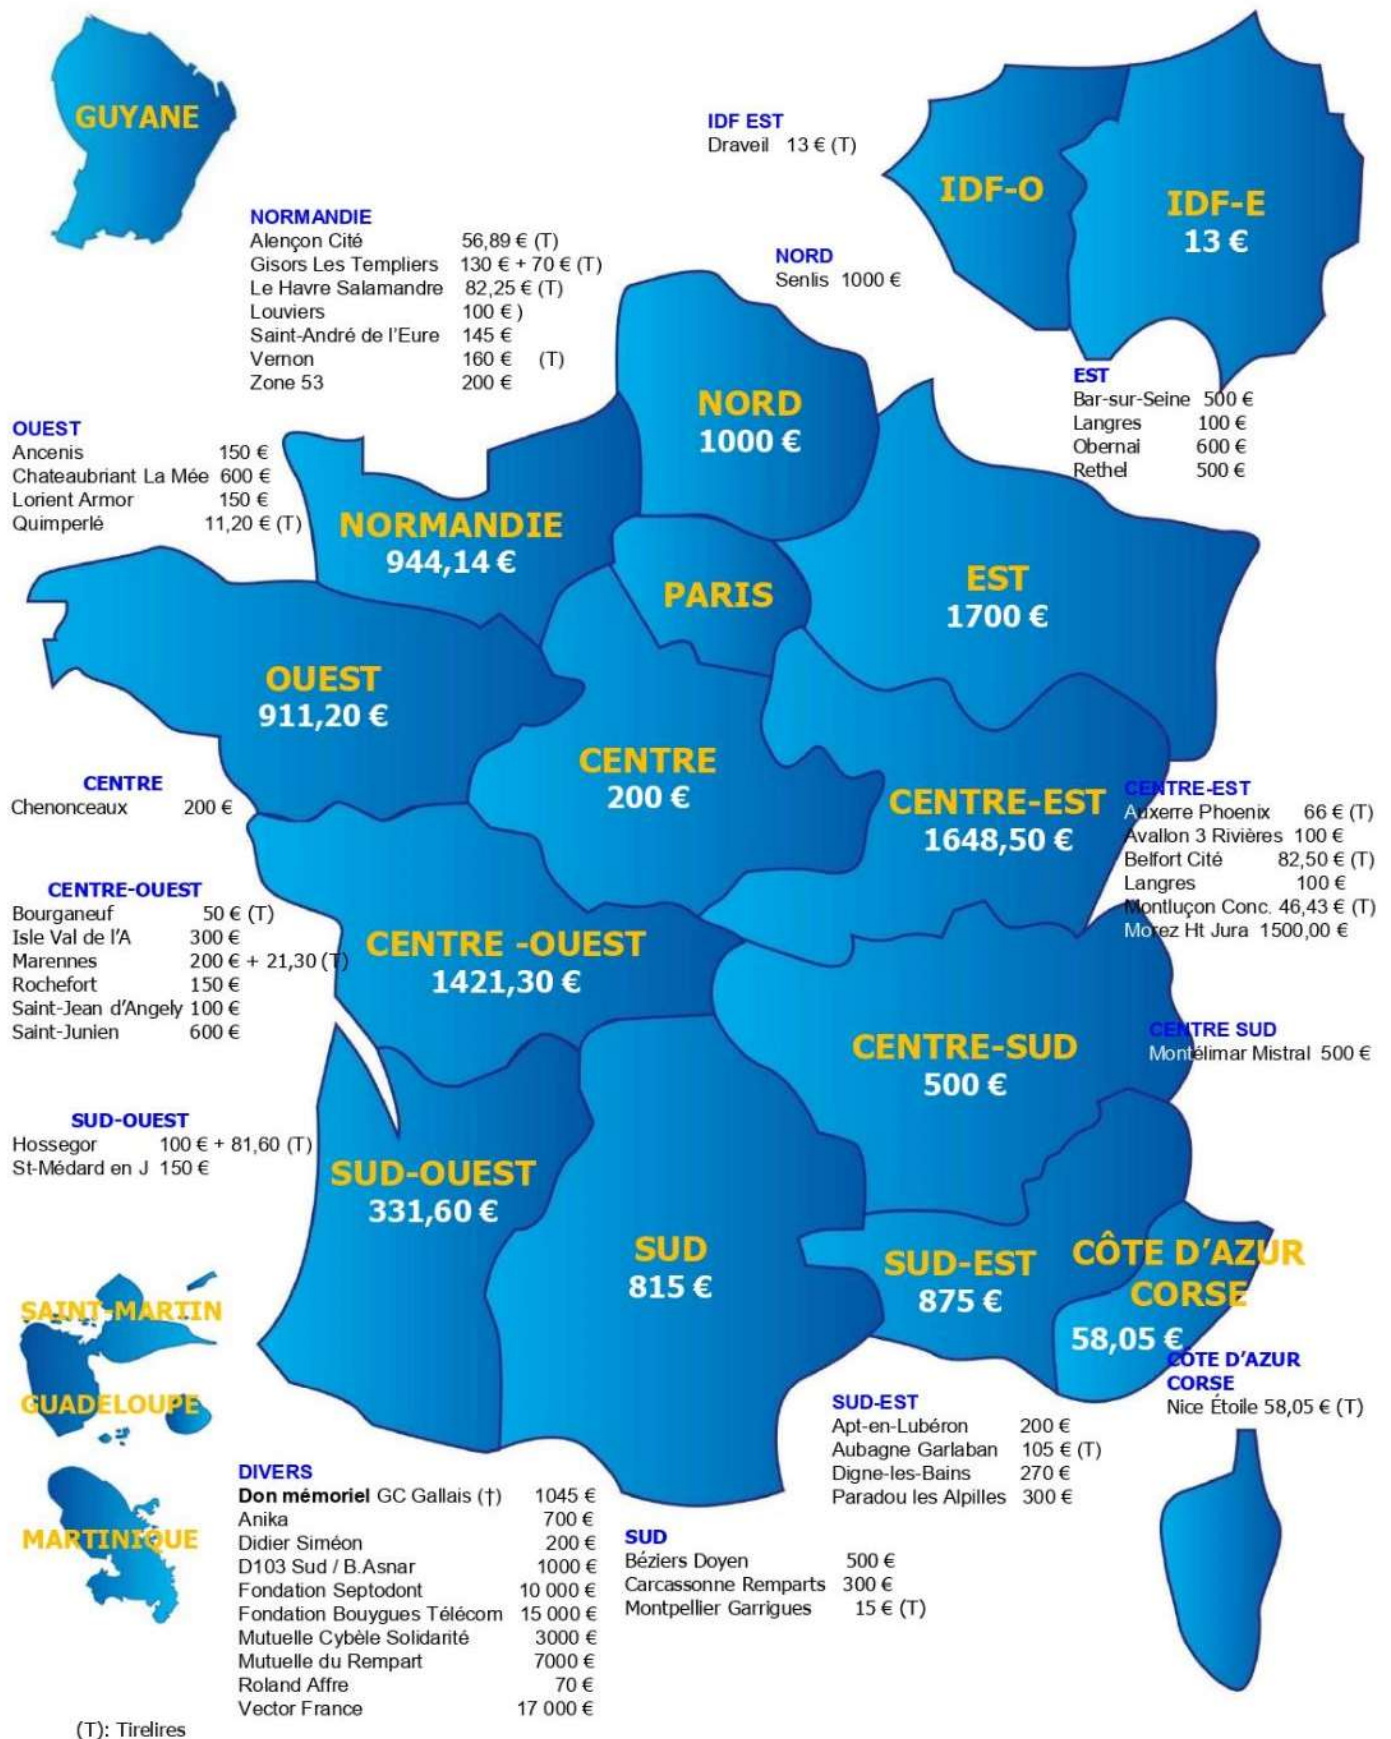 GUYANE
IDF EST
Draveil 13 € (T)
IDF-O
IDF-E
13 €
NORMANDIE
Alençon Cité 56,89 € (T)
Gisors Les Templiers 130 € + 70 € (T)
Le Havre Salamandre 82,25 € (T)
Louviers 100 € )
Saint-André de l'Eure 145 €
Vernon 160 € (T)
Zone 53 200 €
NORD
Senlis 1000 €
EST
Bar-sur-Seine 500 €
Langres 100 €
Obernai 600 €
Rethel 500 €
OUEST
Ancenis 150 €
Chateaubriant La Mée 600 €
Lorient Armor 150 €
Quimperlé 11,20 € (T)
NORD
1000 €
NORMANDIE
944,14 €
PARIS
EST
1700 €
OUEST
911,20 €
CENTRE
200 €
CENTRE
Chenonceaux 200 €
CENTRE-EST
1648,50 €
CENTRE-EST
Auxerre Phoenix 66 € (T)
Avallon 3 Rivières 100 €
Belfort Cité 82,50 € (T)
Langres 100 €
Montluçon Conc. 46,43 € (T)
Morez Ht Jura 1500,00 €
CENTRE-OUEST
Bourganeuf 50 € (T)
Isle Val de l'A 300 €
Marennes 200 € + 21,30 (T)
Rochefort 150 €
Saint-Jean d'Angely 100 €
Saint-Junien 600 €
CENTRE -OUEST
1421,30 €
CENTRE-SUD
500 €
CENTRE SUD
Montélimar Mistral 500 €
SUD-OUEST
Hossegor 100 € + 81,60 (T)
St-Médard en J 150 €
SUD-OUEST
331,60 €
SUD
815 €
SUD-EST
875 €
CÔTE D'AZUR
CORSE
58,05 €
CÔTE D'AZUR
CORSE
Nice Étoile 58,05 € (T)
SAINT-MARTIN
GUADELOUPE
MARTINIQUE
SUD-EST
Apt-en-Lubéron 200 €
Aubagne Garlaban 105 € (T)
Digne-les-Bains 270 €
Paradou les Alpilles 300 €
DIVERS
Don mémoriel GC Gallais (†) 1045 €
Anika 700 €
Didier Siméon 200 €
D103 Sud / B.Asnar 1000 €
Fondation Septodont 10 000 €
Fondation Bouygues Télécom 15 000 €
Mutuelle Cybèle Solidarité 3000 €
Mutuelle du Rempart 7000 €
Roland Affre 70 €
Vector France 17 000 €
SUD
Béziers Doyen 500 €
Carcassonne Remparts 300 €
Montpellier Garrigues 15 € (T)
(T): Tirelires